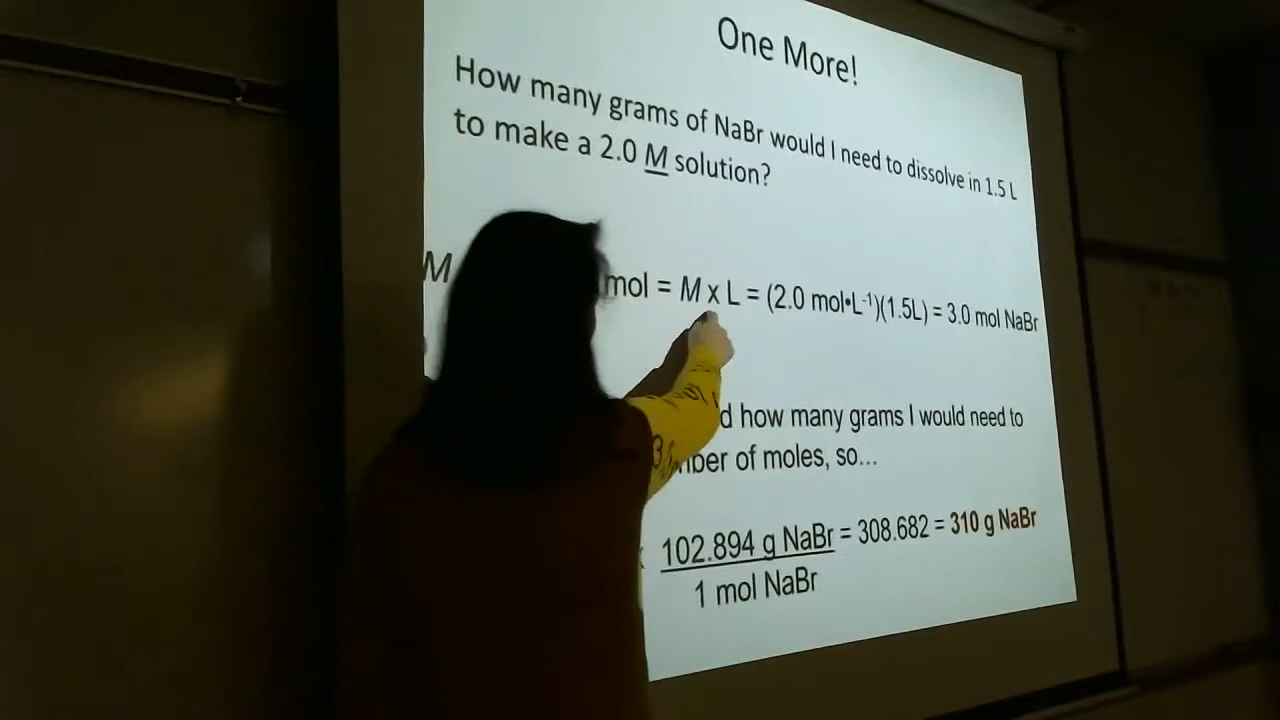 One More!
How many grams of NaBr would I need to dissolve in 1.5 L
to make a 2.0 M solution?
M mol = M x L = (2.0 mol•L⁻¹)(1.5L) = 3.0 mol NaBr
how many grams I would need to
of moles, so...
102.894 g NaBr = 308.682 = 310 g NaBr
1 mol NaBr